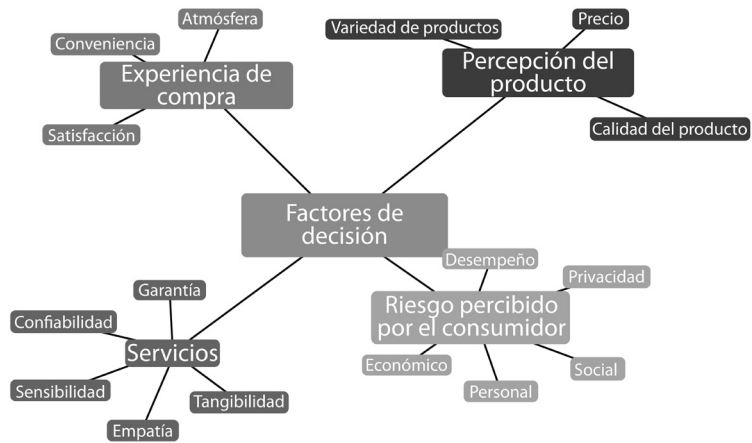 Atmósfera
Conveniencia
Experiencia de
compra
Satisfacción
Variedad de productos
Precio
Percepción del
producto
Calidad del producto
Factores de
decisión
Desempeño
Privacidad
Riesgo percibido
por el consumidor
Económico
Personal
Social
Garantía
Confiabilidad
Servicios
Sensibilidad
Tangibilidad
Empatía